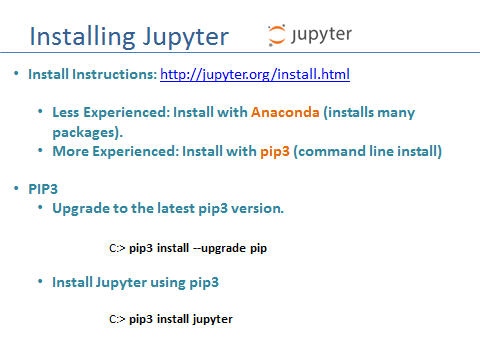 Installing Jupyter
jupyter
• Install Instructions: http://jupyter.org/install.html
• Less Experienced: Install with Anaconda (installs many
packages).
• More Experienced: Install with pip3 (command line install)
• PIP3
• Upgrade to the latest pip3 version.
C:> pip3 install --upgrade pip
• Install Jupyter using pip3
C:> pip3 install jupyter